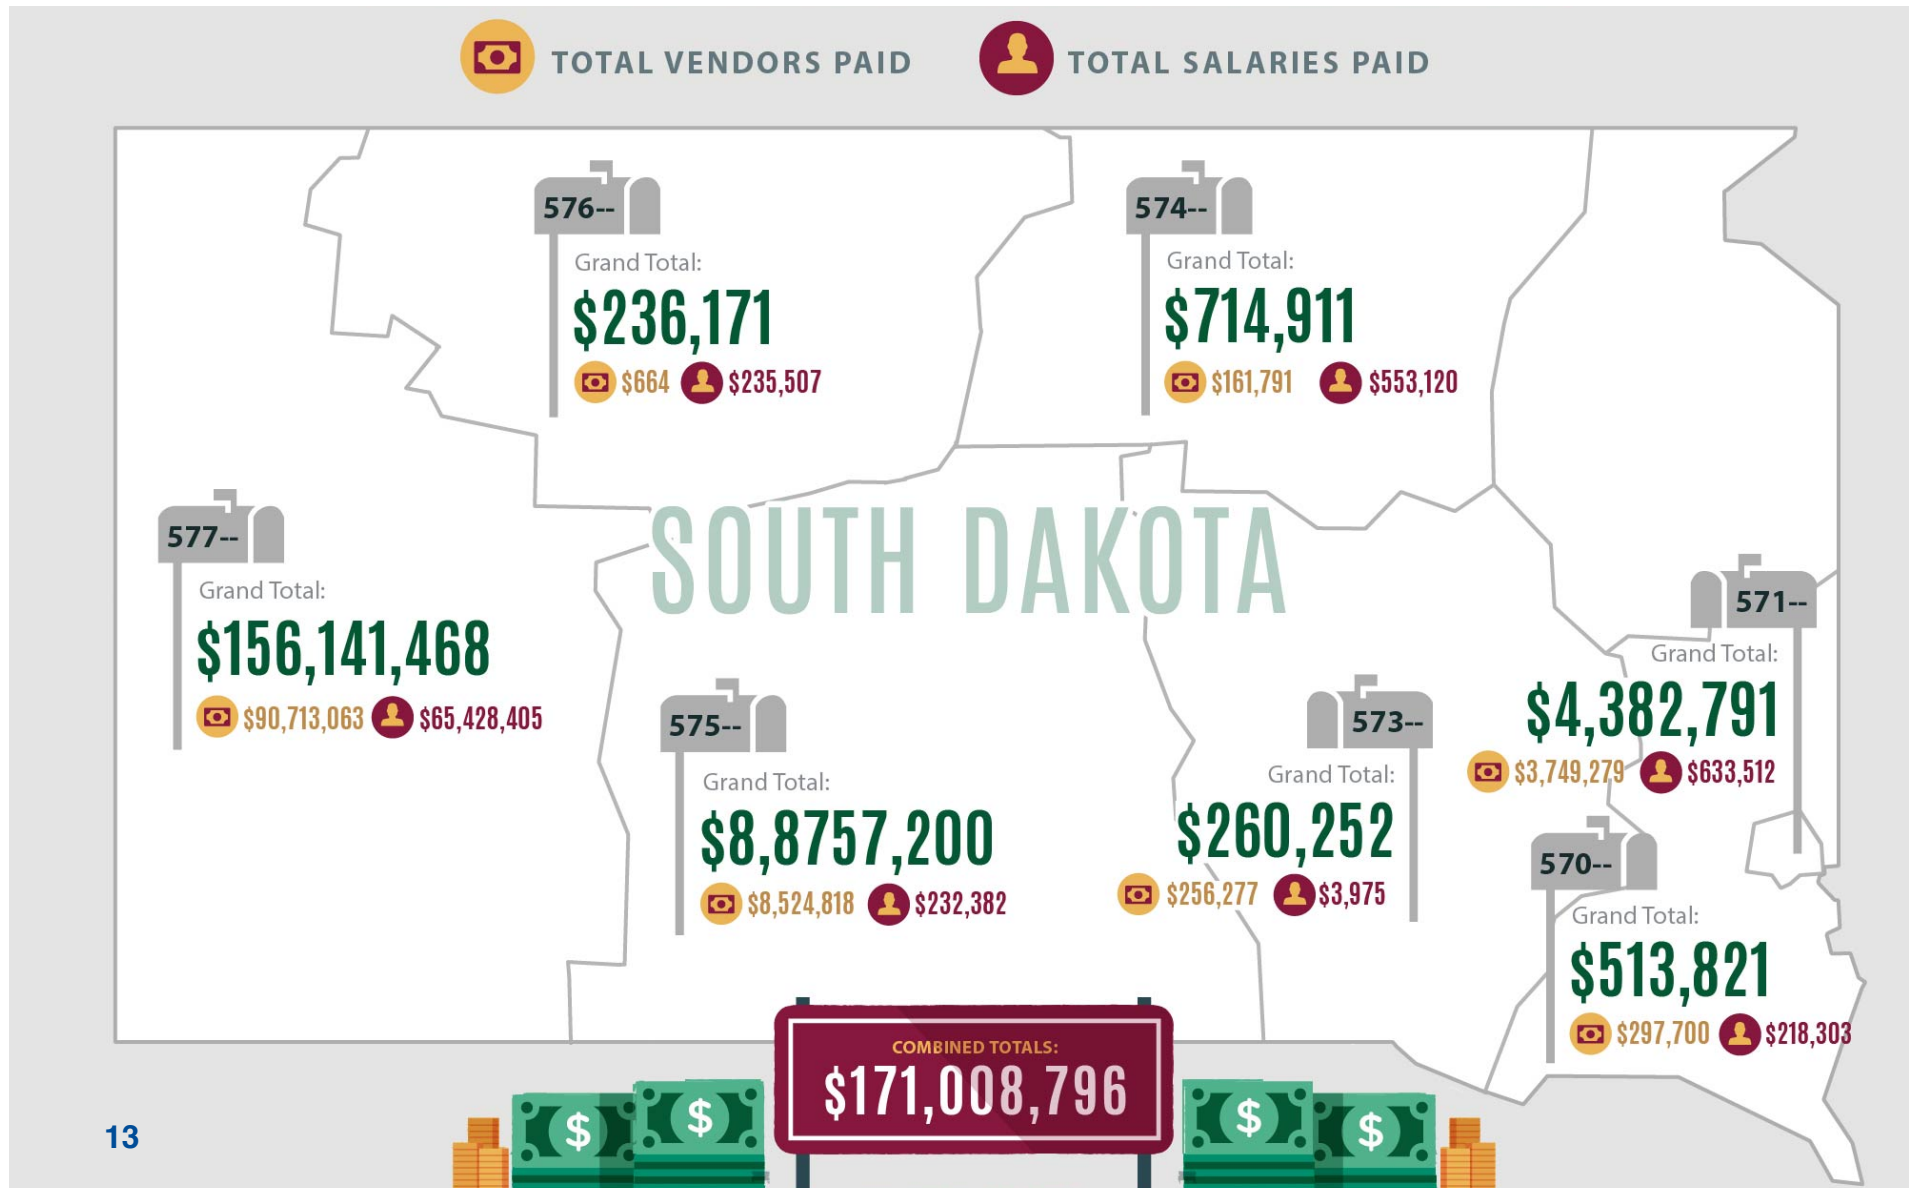 TOTAL VENDORS PAID
TOTAL SALARIES PAID
576--
Grand Total:
$236,171
$664 $235,507
574--
Grand Total:
$714,911
$161,791 $553,120
SOUTH DAKOTA
577--
Grand Total:
$156,141,468
$90,713,063 $65,428,405
575--
Grand Total:
$8,8757,200
$8,524,818 $232,382
573--
Grand Total:
$260,252
$256,277 $3,975
571--
Grand Total:
$4,382,791
$3,749,279 $633,512
570--
Grand Total:
$513,821
$297,700 $218,303
COMBINED TOTALS:
$171,008,796
$ $ $ $
13